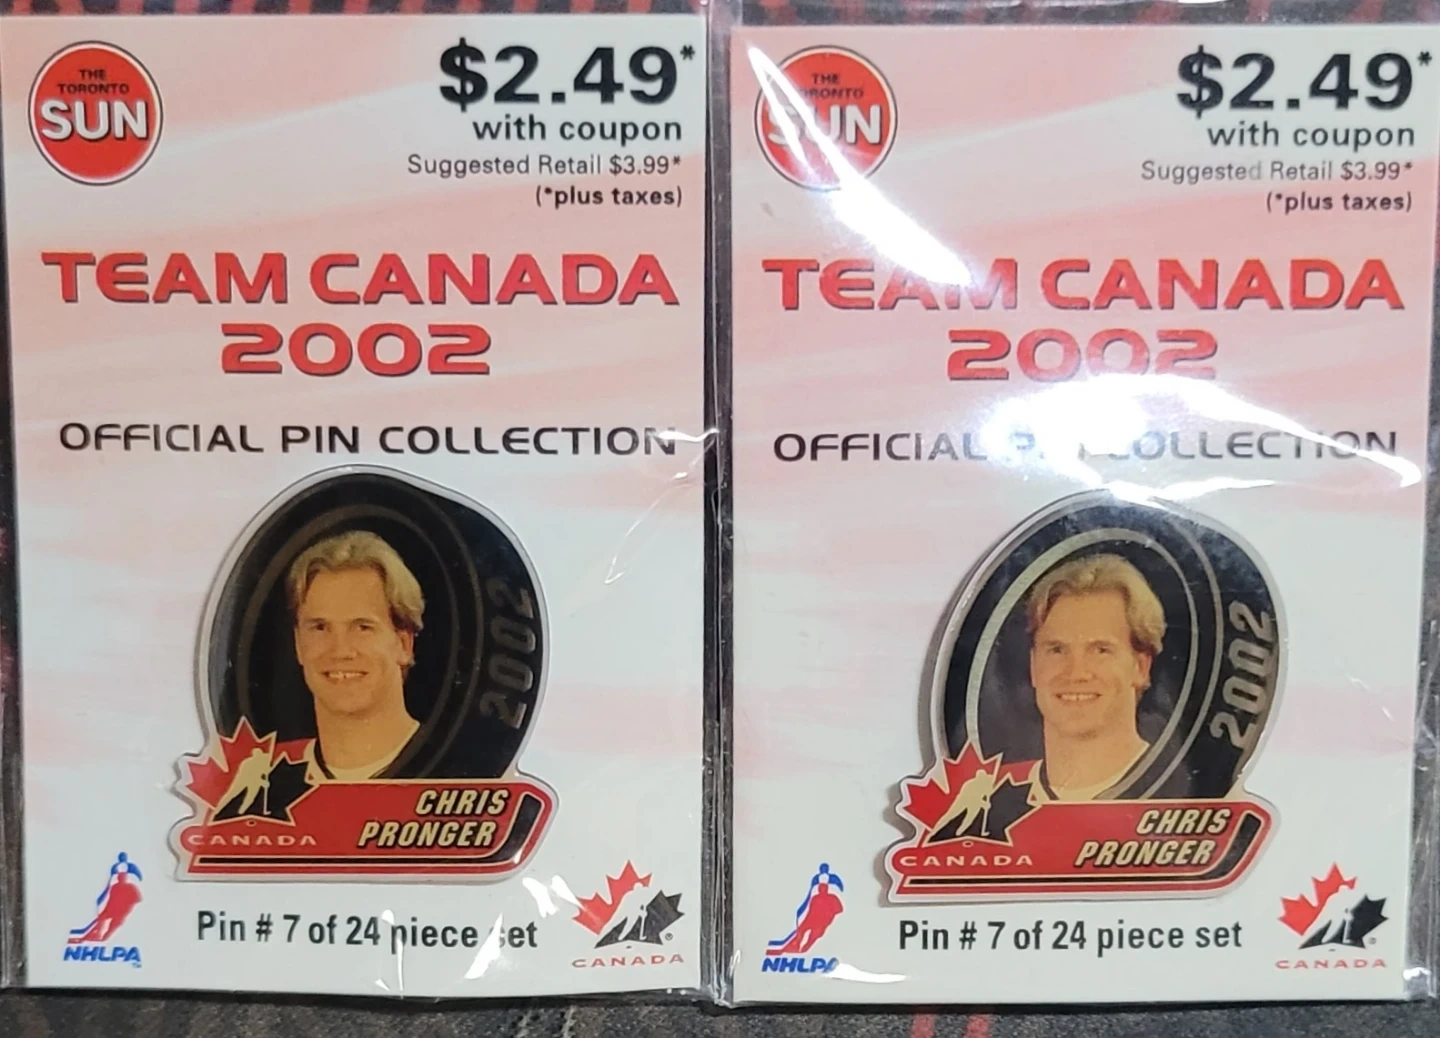 THE
TORONTO
SUN
$2.49*
with coupon
Suggested Retail $3.99*
(*plus taxes)
TEAM CANADA
2002
OFFICIAL PIN COLLECTION
2002
CANADA
CHRIS
PRONGER
NHLPA
Pin # 7 of 24 piece set
CANADA
THE
TORONTO
SUN
$2.49*
with coupon
Suggested Retail $3.99*
(*plus taxes)
TEAM CANADA
2002
OFFICIAL PIN COLLECTION
2002
CANADA
CHRIS
PRONGER
NHLPA
Pin # 7 of 24 piece set
CANADA